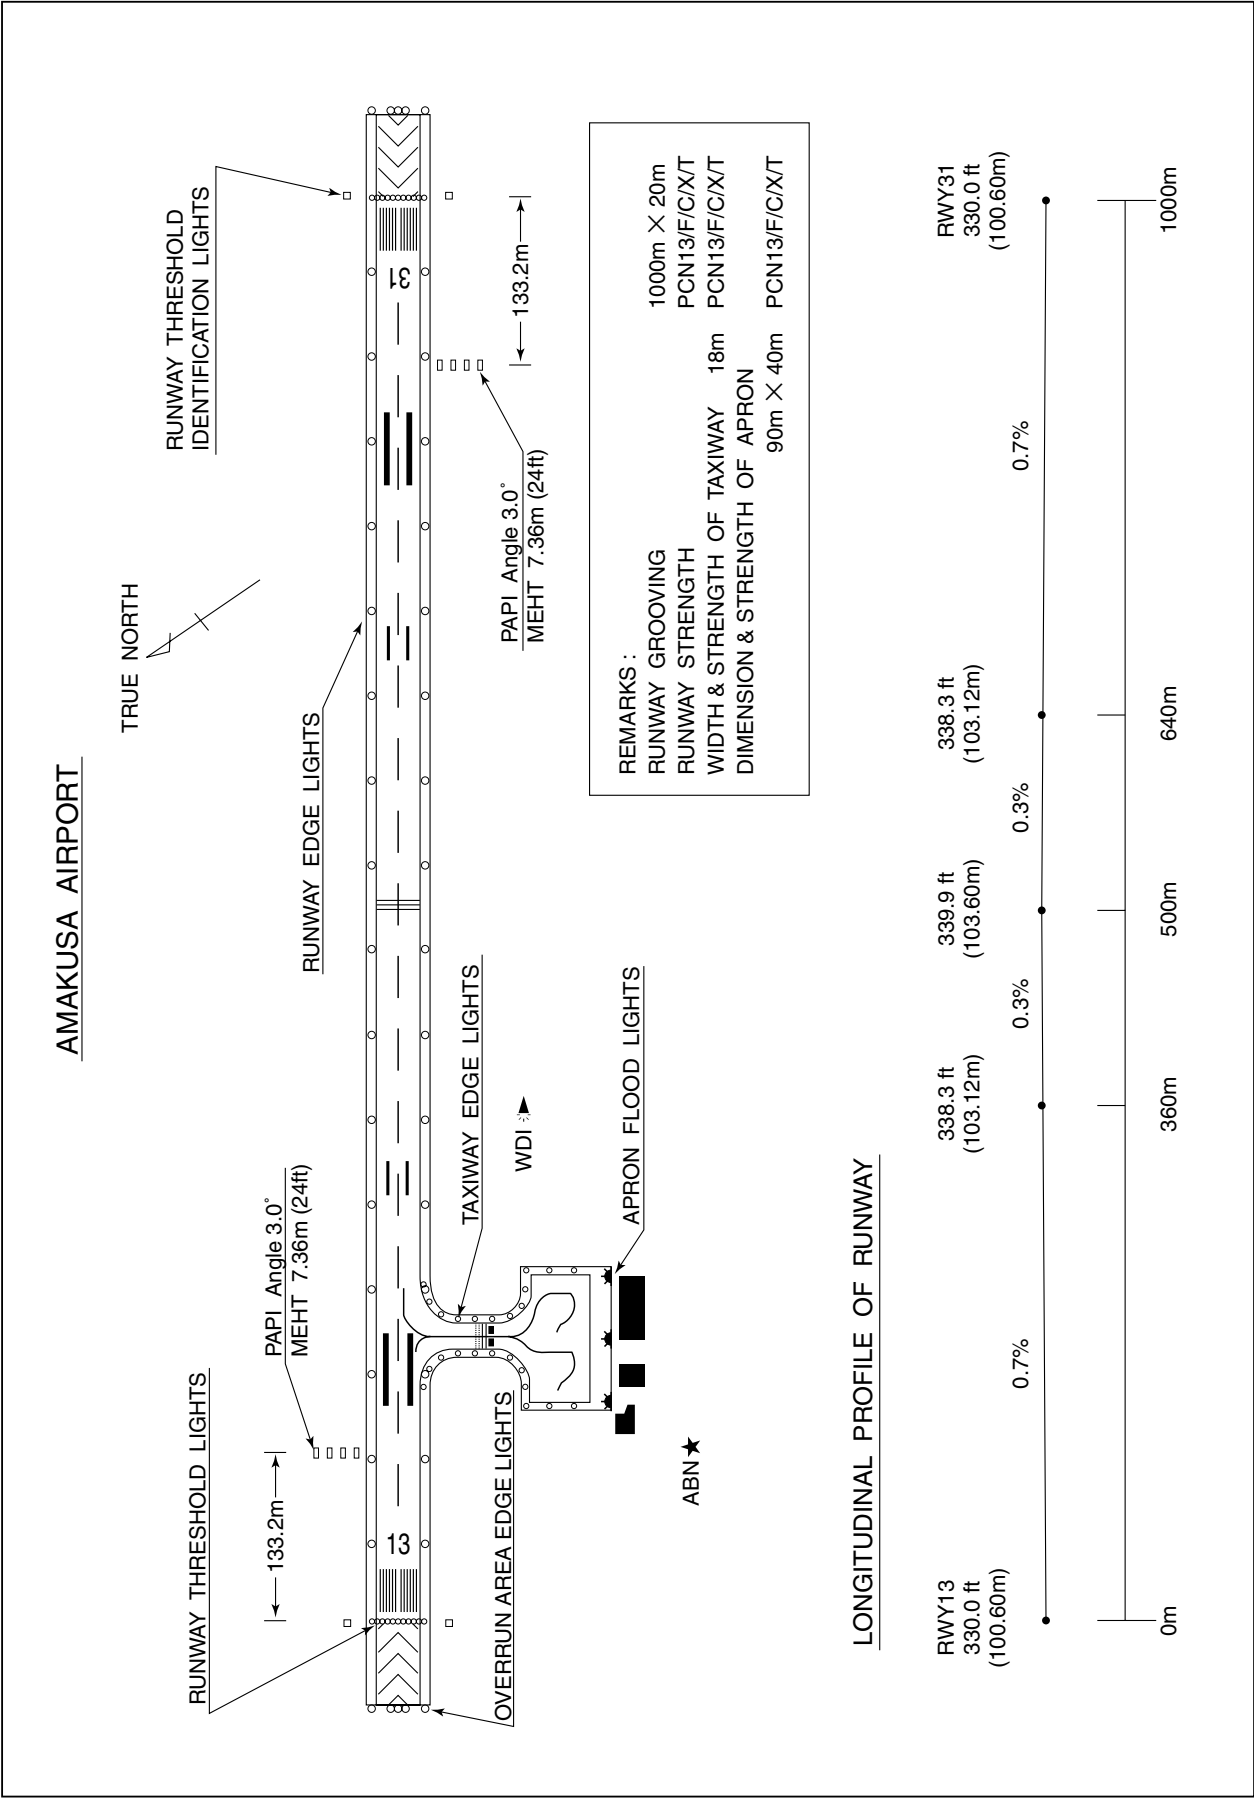 AMAKUSA AIRPORT
TRUE NORTH
RUNWAY THRESHOLD LIGHTS
133.2m
PAPI Angle 3.0°
MEHT 7.36m (24ft)
RUNWAY EDGE LIGHTS
RUNWAY THRESHOLD
IDENTIFICATION LIGHTS
13
31
OVERRUN AREA EDGE LIGHTS
TAXIWAY EDGE LIGHTS
WDI
APRON FLOOD LIGHTS
ABN
PAPI Angle 3.0°
MEHT 7.36m (24ft)
133.2m
REMARKS :
RUNWAY GROOVING 1000m × 20m
RUNWAY STRENGTH PCN13/F/C/X/T
WIDTH & STRENGTH OF TAXIWAY 18m PCN13/F/C/X/T
DIMENSION & STRENGTH OF APRON
90m × 40m PCN13/F/C/X/T
LONGITUDINAL PROFILE OF RUNWAY
RWY13
330.0 ft
(100.60m)
338.3 ft
(103.12m)
339.9 ft
(103.60m)
338.3 ft
(103.12m)
RWY31
330.0 ft
(100.60m)
0.7%
0.3%
0.3%
0.7%
0m
360m
500m
640m
1000m